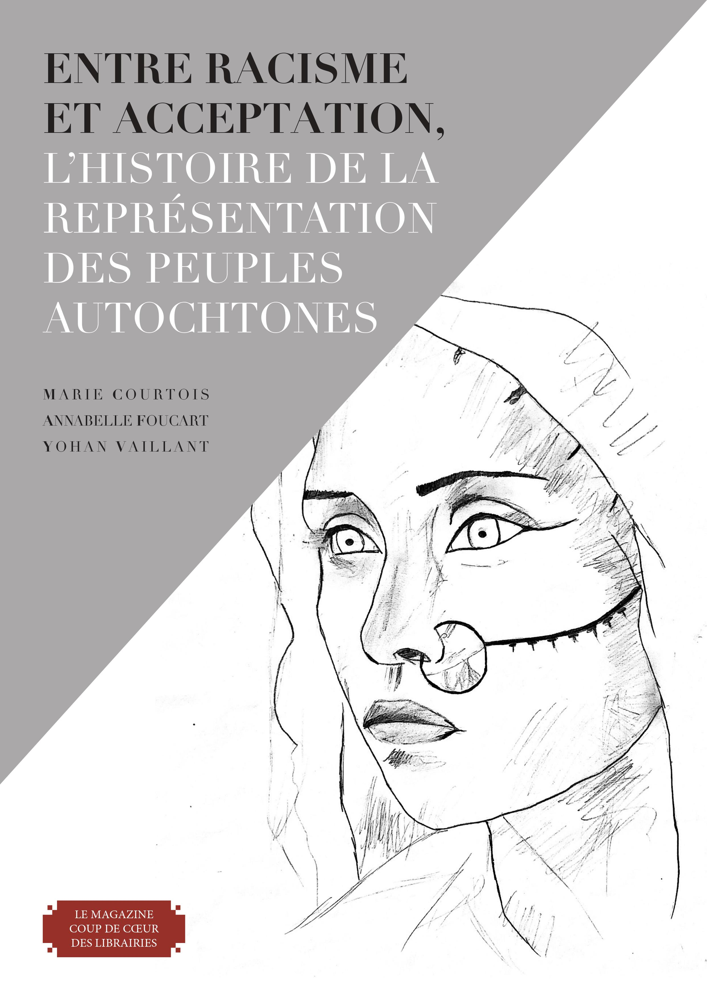 ENTRE RACISME
ET ACCEPTATION,
L’HISTOIRE DE LA
REPRÉSENTATION
DES PEUPLES
AUTOCHTONES
MARIE COURTOIS
ANNABELLE FOUCART
YOHAN VAILLANT
LE MAGAZINE
COUP DE CŒUR
DES LIBRAIRIES